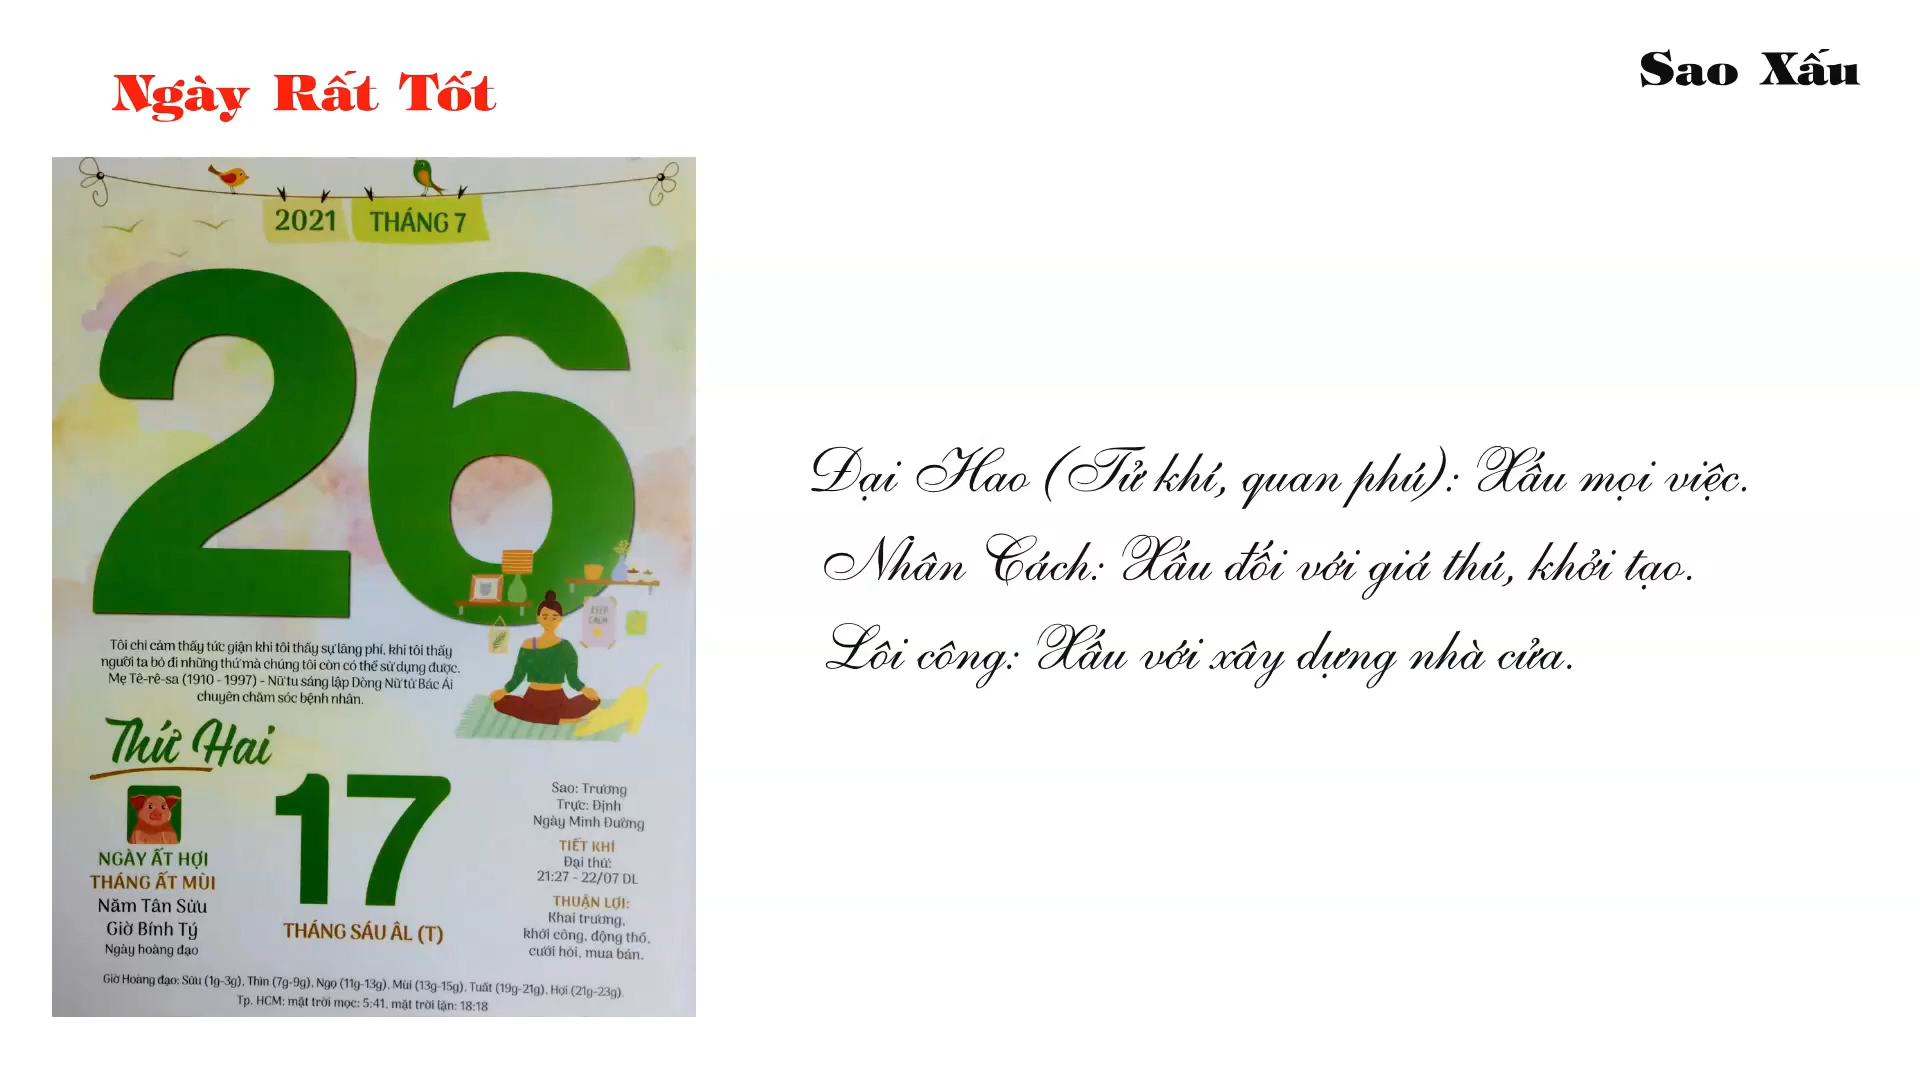 Ngày Rất Tốt
Sao Xấu
2021 THÁNG 7
26
KEEP
CALM
Tôi chỉ cảm thấy tức giận khi tôi thấy sự lãng phí, khi tôi thấy
người ta bỏ đi những thứ mà chúng tôi còn có thể sử dụng được.
Mẹ Tê-rê-sa (1910 - 1997) - Nữ tu sáng lập Dòng Nữ tử Bác Ái
chuyên chăm sóc bệnh nhân.
Thứ Hai
17
THÁNG SÁU ÂL (T)
NGÀY ẤT HỢI
THÁNG ẤT MÙI
Năm Tân Sửu
Giờ Bính Tý
Ngày hoàng đạo
Sao: Trương
Trực: Định
Ngày Minh Đường
TIẾT KHÍ
Đại thử:
21:27 - 22/07 DL
THUẬN LỢI:
Khai trương,
khởi công, động thổ,
cưới hỏi, mua bán.
Giờ Hoàng đạo: Sửu (1g-3g), Thìn (7g-9g), Ngọ (11g-13g), Mùi (13g-15g), Tuất (19g-21g), Hợi (21g-23g).
Tp. HCM: mặt trời mọc: 5:41, mặt trời lặn: 18:18
Đại Hao (Tử khí, quan phú): Xấu mọi việc.
Nhân Cách: Xấu đối với giá thú, khởi tạo.
Lôi công: Xấu với xây dựng nhà cửa.